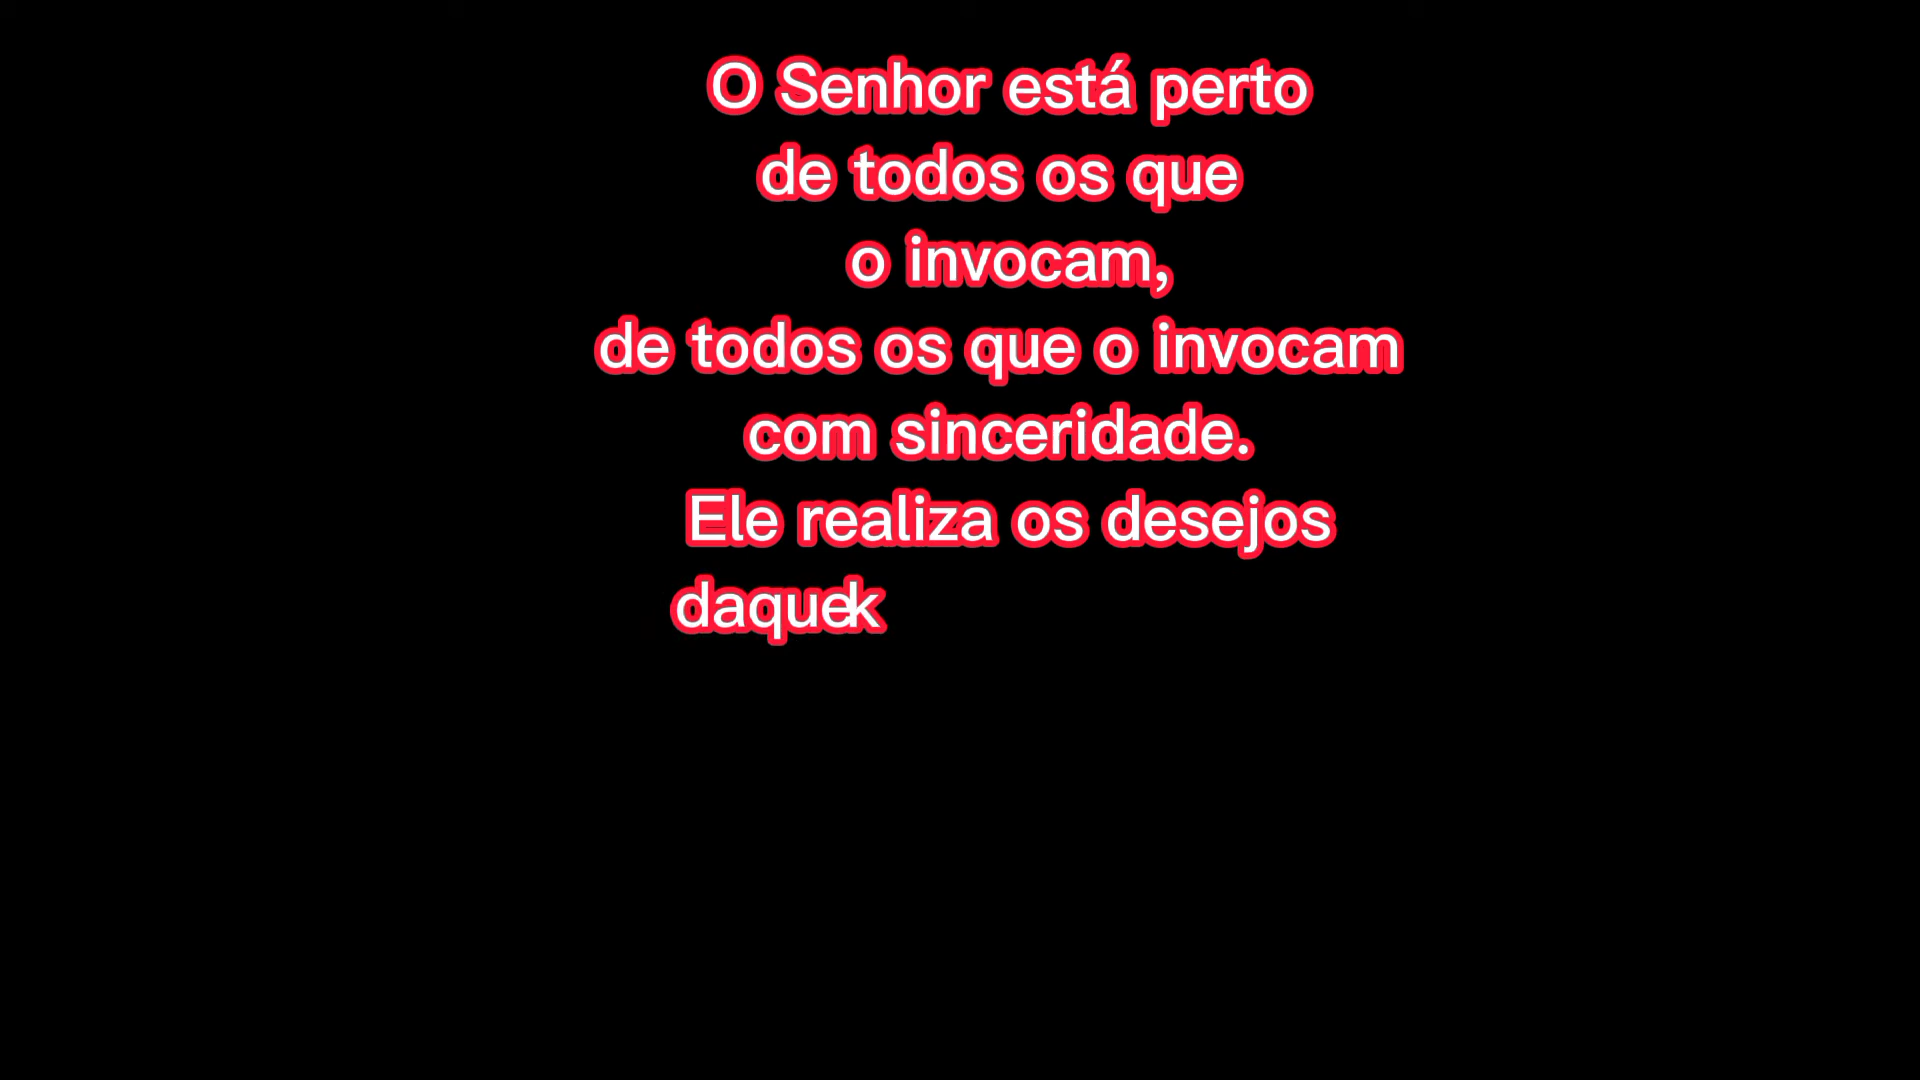 O Senhor está perto
de todos os que
o invocam,
de todos os que o invocam
com sinceridade.
Ele realiza os desejos
daquek